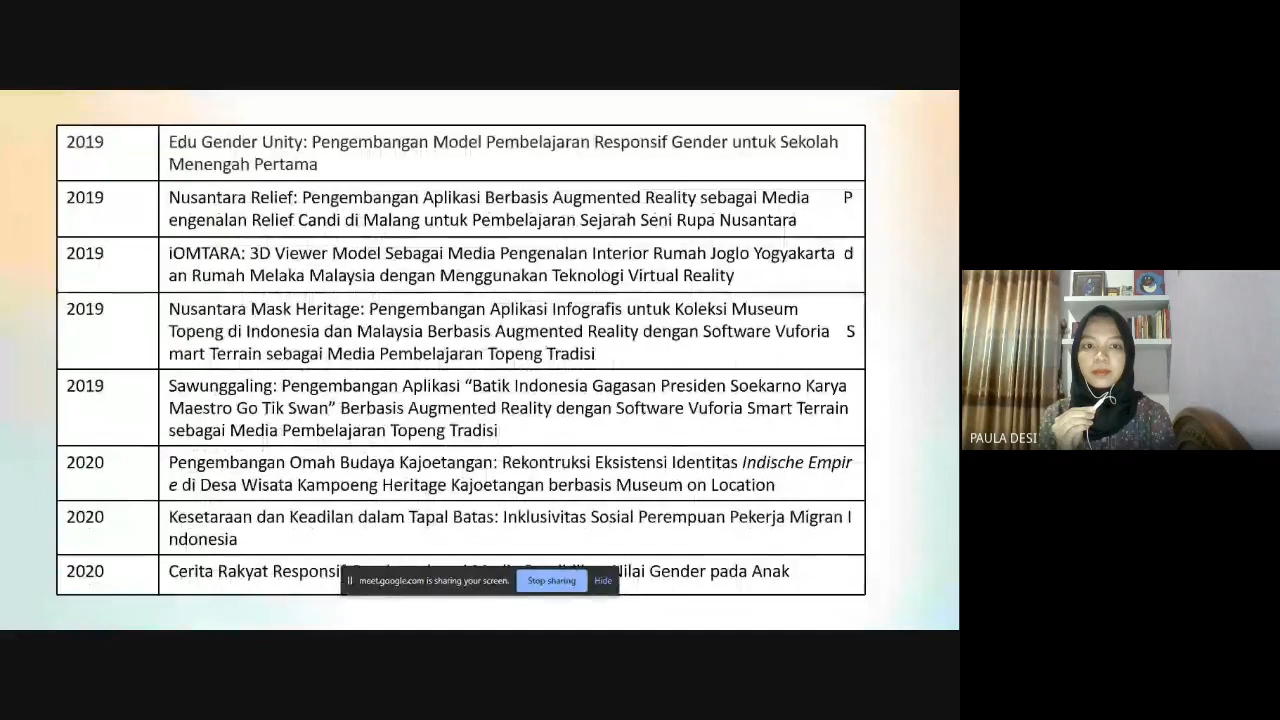 2019
Edu Gender Unity: Pengembangan Model Pembelajaran Responsif Gender untuk Sekolah
Menengah Pertama
2019
Nusantara Relief: Pengembangan Aplikasi Berbasis Augmented Reality sebagai Media P
engenalan Relief Candi di Malang untuk Pembelajaran Sejarah Seni Rupa Nusantara
2019
iOMTARA: 3D Viewer Model Sebagai Media Pengenalan Interior Rumah Joglo Yogyakarta d
an Rumah Melaka Malaysia dengan Menggunakan Teknologi Virtual Reality
2019
Nusantara Mask Heritage: Pengembangan Aplikasi Infografis untuk Koleksi Museum
Topeng di Indonesia dan Malaysia Berbasis Augmented Reality dengan Software Vuforia S
mart Terrain sebagai Media Pembelajaran Topeng Tradisi
2019
Sawunggaling: Pengembangan Aplikasi “Batik Indonesia Gagasan Presiden Soekarno Karya
Maestro Go Tik Swan” Berbasis Augmented Reality dengan Software Vuforia Smart Terrain
sebagai Media Pembelajaran Topeng Tradisi
2020
Pengembangan Omah Budaya Kajoetangan: Rekontruksi Eksistensi Identitas Indische Empir
e di Desa Wisata Kampoeng Heritage Kajoetangan berbasis Museum on Location
2020
Kesetaraan dan Keadilan dalam Tapal Batas: Inklusivitas Sosial Perempuan Pekerja Migran I
ndonesia
2020
Cerita Rakyat Responsif Nilai Gender pada Anak
meet.google.com is sharing your screen. Stop sharing Hide
PAULA DESI